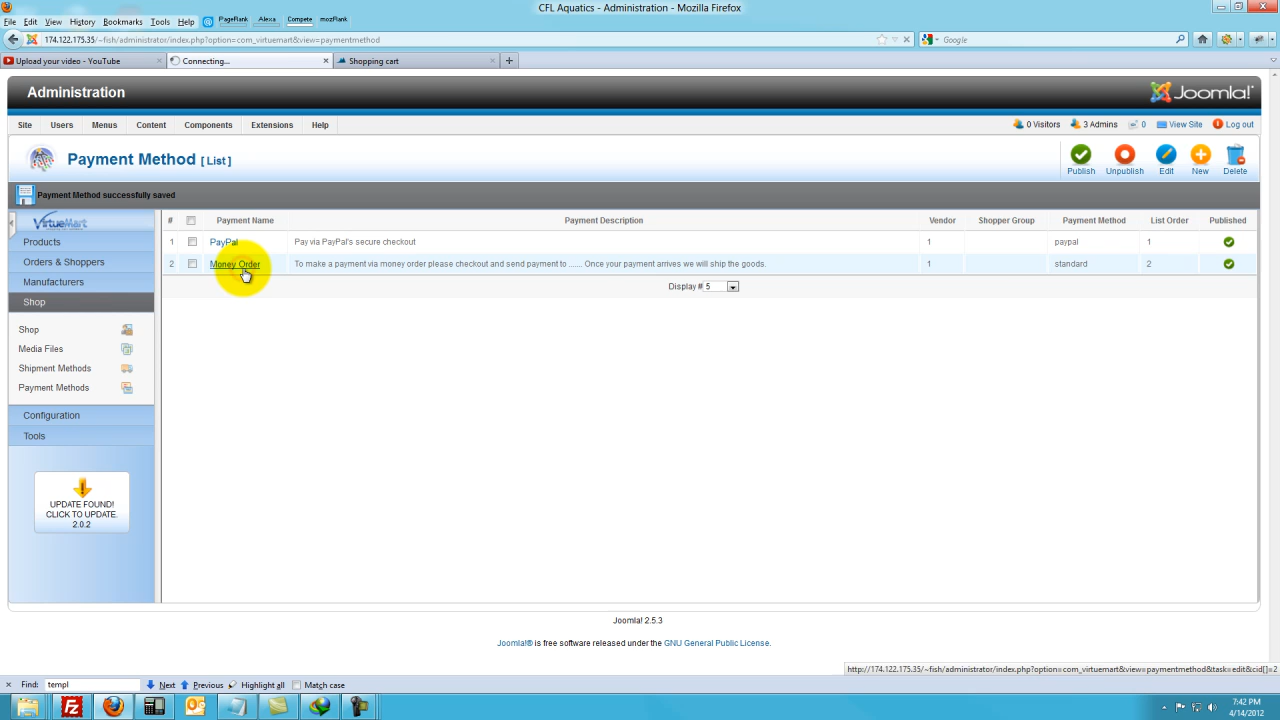 CFL Aquatics - Administration - Mozilla Firefox
File Edit View History Bookmarks Tools Help PageRank Alexa Compete mozRank
174.122.175.35/~fish/administrator/index.php?option=com_virtuemart&view=paymentmethod
Google
Upload your video - YouTube
Connecting...
Shopping cart
Administration
Joomla!
Site Users Menus Content Components Extensions Help
0 Visitors 3 Admins 0 View Site Log out
Payment Method [ List ]
Publish Unpublish Edit New Delete
Payment Method successfully saved
VirtueMart
Products
Orders & Shoppers
Manufacturers
Shop
Shop
Media Files
Shipment Methods
Payment Methods
Configuration
Tools
UPDATE FOUND!
CLICK TO UPDATE.
2.0.2
# Payment Name Payment Description Vendor Shopper Group Payment Method List Order Published
1 PayPal Pay via PayPal's secure checkout 1 paypal 1
2 Money Order To make a payment via money order please checkout and send payment to ...... Once your payment arrives we will ship the goods. 1 standard 2
Display # 5
Joomla! 2.5.3
Joomla!® is free software released under the GNU General Public License.
http://174.122.175.35/~fish/administrator/index.php?option=com_virtuemart&view=paymentmethod&task=edit&cid[]=2
Find: templ Next Previous Highlight all Match case
7:42 PM
4/14/2012